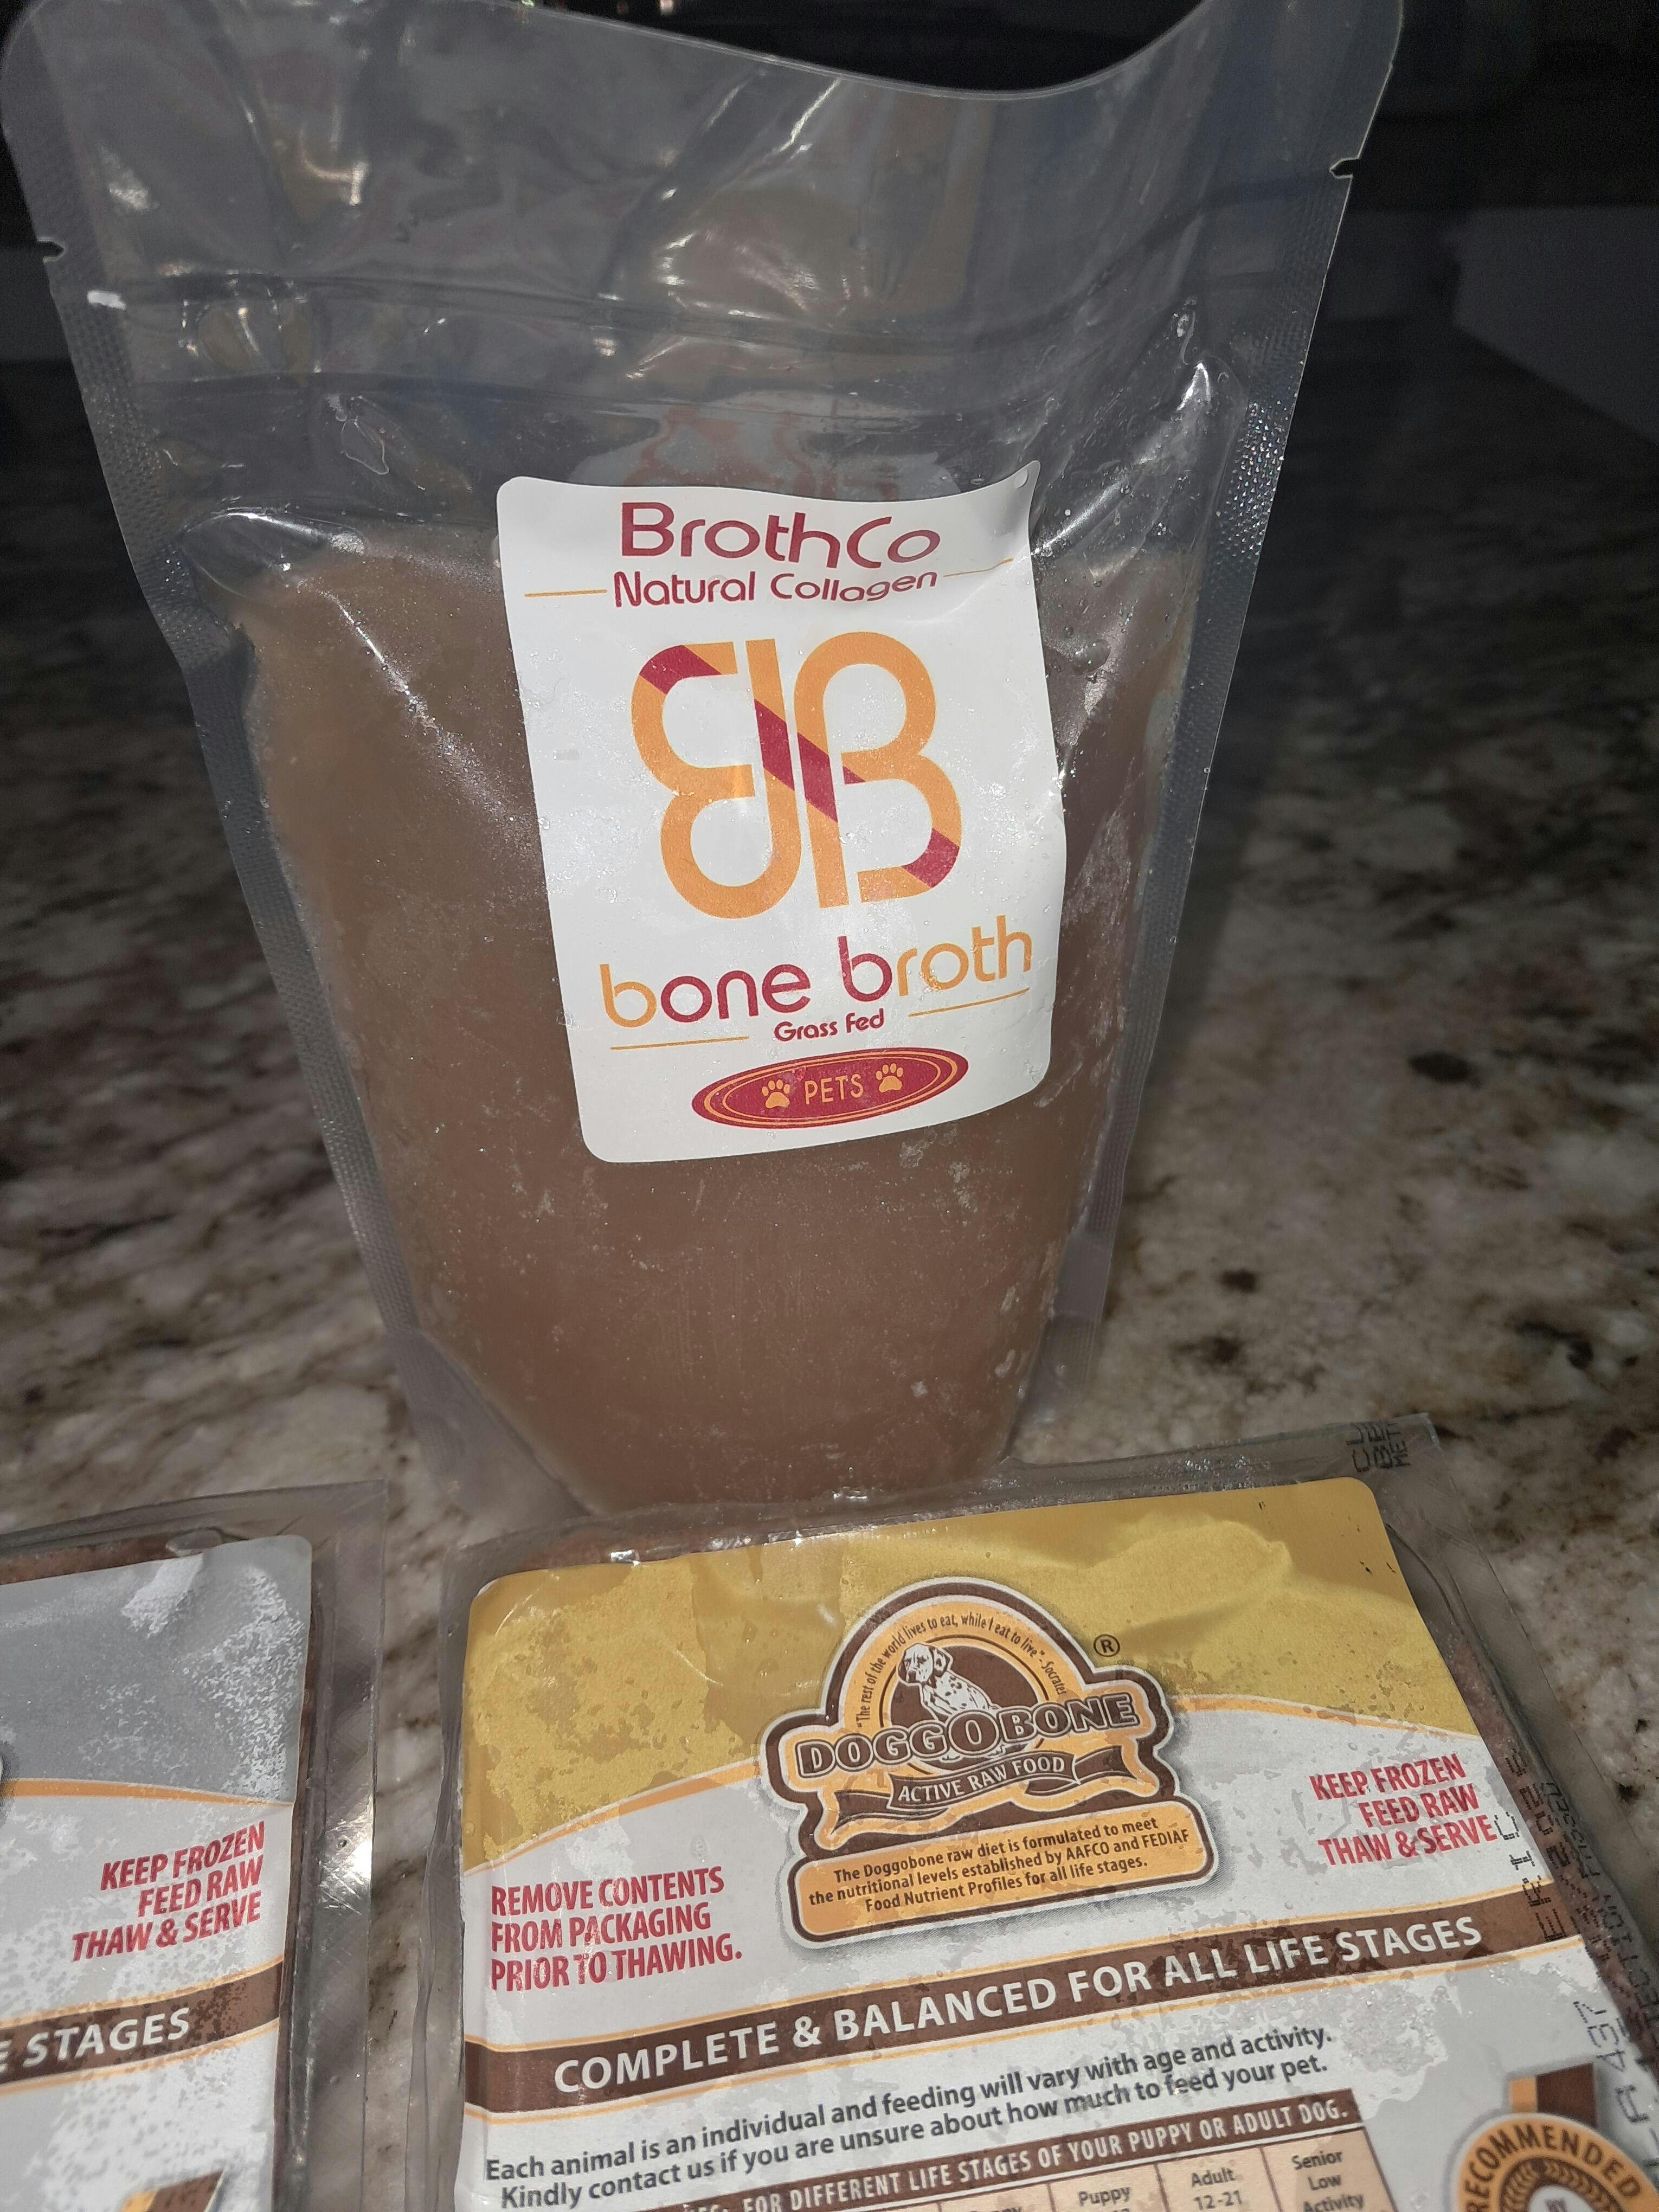 BrothCo
Natural Collagen
bone broth
Grass Fed
PETS
KEEP FROZEN
FEED RAW
THAW & SERVE
STAGES
"The rest of the world lives to eat, while I eat to live" - Socrates
®
DOGGOBONE
ACTIVE RAW FOOD
The Doggobone raw diet is formulated to meet
the nutritional levels established by AAFCO and FEDIAF
Food Nutrient Profiles for all life stages.
REMOVE CONTENTS
FROM PACKAGING
PRIOR TO THAWING.
KEEP FROZEN
FEED RAW
THAW & SERVE
COMPLETE & BALANCED FOR ALL LIFE STAGES
Each animal is an individual and feeding will vary with age and activity.
Kindly contact us if you are unsure about how much to feed your pet.
FOR DIFFERENT LIFE STAGES OF YOUR PUPPY OR ADULT DOG.
Puppy
Adult
12-21
Senior
Low
Activity
RECOMMENDED